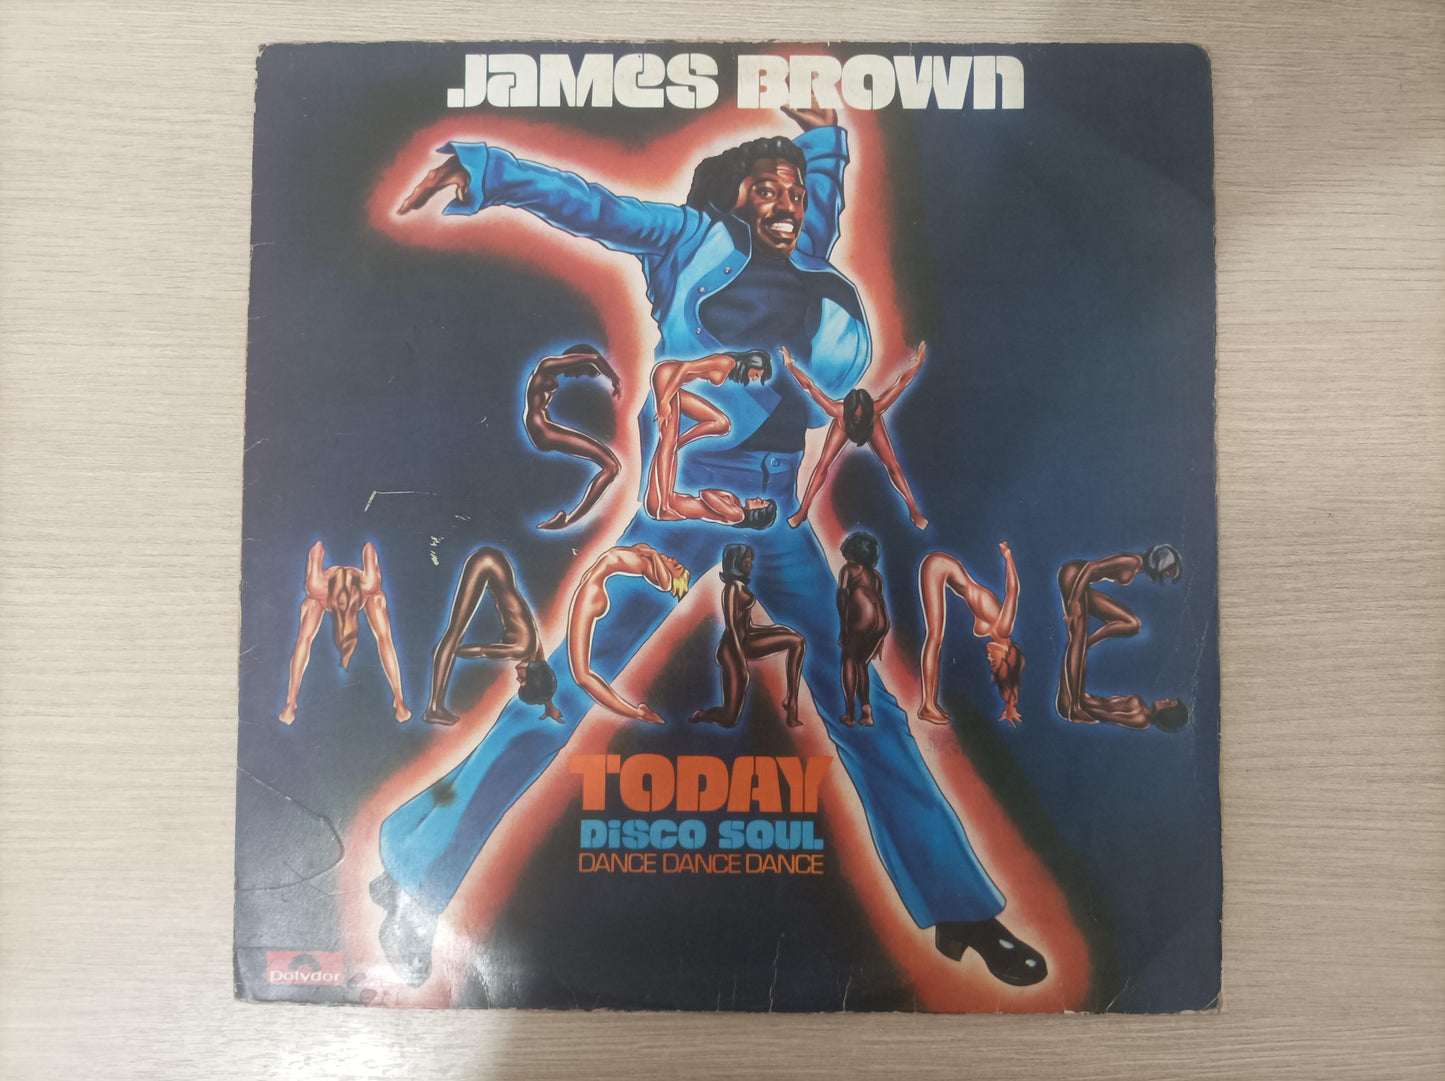 James Brown
SEX
MACHINE
TODAY
DiSCO SOUL
DANCE DANCE DANCE
Polydor